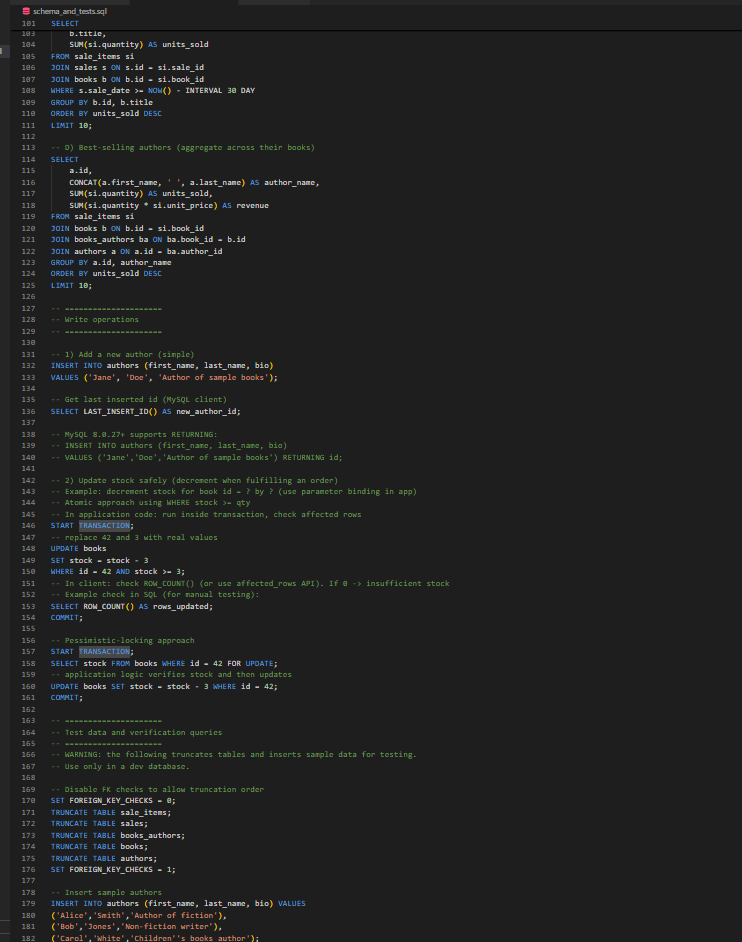 schema_and_tests.sql
101 SELECT
103 b.title,
104 SUM(si.quantity) AS units_sold
105 FROM sale_items si
106 JOIN sales s ON s.id = si.sale_id
107 JOIN books b ON b.id = si.book_id
108 WHERE s.sale_date >= NOW() - INTERVAL 30 DAY
109 GROUP BY b.id, b.title
110 ORDER BY units_sold DESC
111 LIMIT 10;
112
113 -- D) Best-selling authors (aggregate across their books)
114 SELECT
115 a.id,
116 CONCAT(a.first_name, ' ', a.last_name) AS author_name,
117 SUM(si.quantity) AS units_sold,
118 SUM(si.quantity * si.unit_price) AS revenue
119 FROM sale_items si
120 JOIN books b ON b.id = si.book_id
121 JOIN books_authors ba ON ba.book_id = b.id
122 JOIN authors a ON a.id = ba.author_id
123 GROUP BY a.id, author_name
124 ORDER BY units_sold DESC
125 LIMIT 10;
126
127 -- =====================
128 -- Write operations
129 -- =====================
130
131 -- 1) Add a new author (simple)
132 INSERT INTO authors (first_name, last_name, bio)
133 VALUES ('Jane', 'Doe', 'Author of sample books');
134
135 -- Get last inserted id (MySQL client)
136 SELECT LAST_INSERT_ID() AS new_author_id;
137
138 -- MySQL 8.0.27+ supports RETURNING:
139 -- INSERT INTO authors (first_name, last_name, bio)
140 -- VALUES ('Jane','Doe','Author of sample books') RETURNING id;
141
142 -- 2) Update stock safely (decrement when fulfilling an order)
143 -- Example: decrement stock for book id = ? by ? (use parameter binding in app)
144 -- Atomic approach using WHERE stock >= qty
145 -- In application code: run inside transaction, check affected rows
146 START TRANSACTION;
147 -- replace 42 and 3 with real values
148 UPDATE books
149 SET stock = stock - 3
150 WHERE id = 42 AND stock >= 3;
151 -- In client: check ROW_COUNT() (or use affected_rows API). If 0 -> insufficient stock
152 -- Example check in SQL (for manual testing):
153 SELECT ROW_COUNT() AS rows_updated;
154 COMMIT;
155
156 -- Pessimistic-locking approach
157 START TRANSACTION;
158 SELECT stock FROM books WHERE id = 42 FOR UPDATE;
159 -- application logic verifies stock and then updates
160 UPDATE books SET stock = stock - 3 WHERE id = 42;
161 COMMIT;
162
163 -- =====================
164 -- Test data and verification queries
165 -- =====================
166 -- WARNING: the following truncates tables and inserts sample data for testing.
167 -- Use only in a dev database.
168
169 -- Disable FK checks to allow truncation order
170 SET FOREIGN_KEY_CHECKS = 0;
171 TRUNCATE TABLE sale_items;
172 TRUNCATE TABLE sales;
173 TRUNCATE TABLE books_authors;
174 TRUNCATE TABLE books;
175 TRUNCATE TABLE authors;
176 SET FOREIGN_KEY_CHECKS = 1;
177
178 -- Insert sample authors
179 INSERT INTO authors (first_name, last_name, bio) VALUES
180 ('Alice','Smith','Author of fiction'),
181 ('Bob','Jones','Non-fiction writer'),
182 ('Carol','White','Children''s books author');